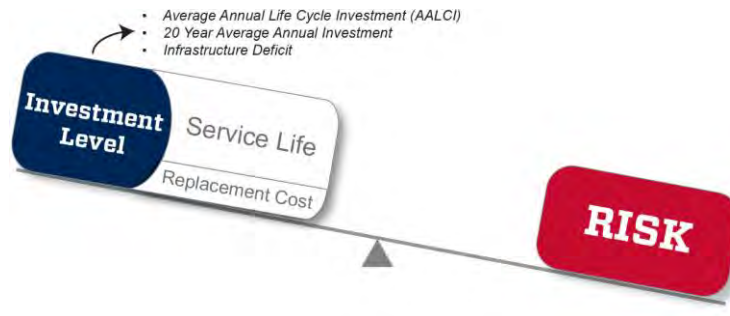 • Average Annual Life Cycle Investment (AALCI)
• 20 Year Average Annual Investment
• Infrastructure Deficit
Investment
Level
Service Life
Replacement Cost
RISK